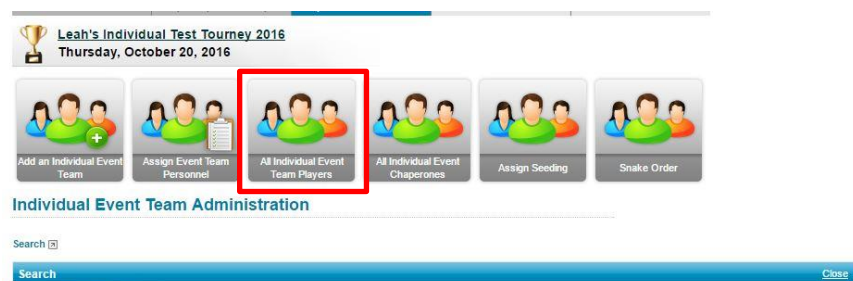 Leah's Individual Test Tourney 2016
Thursday, October 20, 2016
Add an Individual Event Team
Assign Event Team Personnel
All Individual Event Team Players
All Individual Event Chaperones
Assign Seeding
Snake Order
Individual Event Team Administration
Search
Search Close